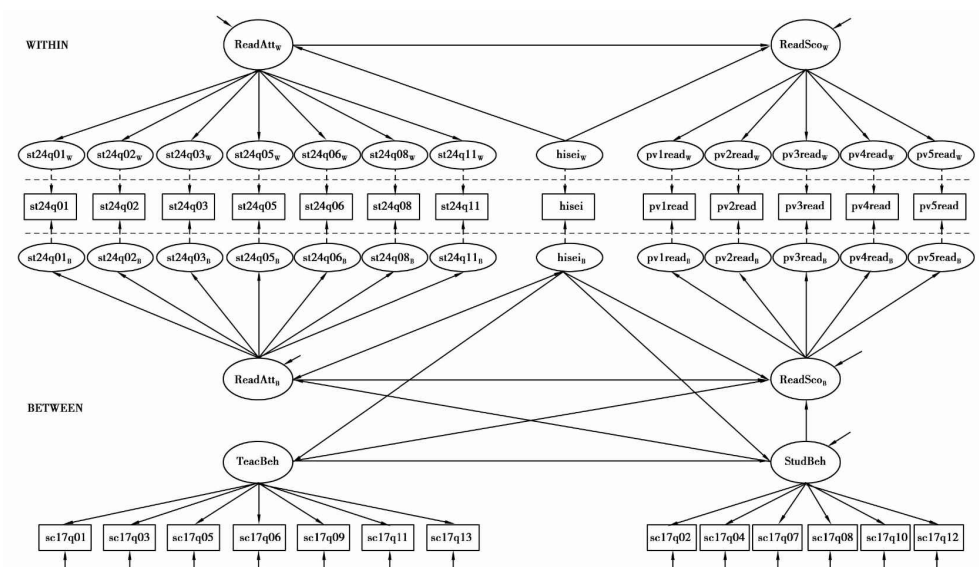 WITHIN
ReadAttW
ReadScoW
st24q01W st24q02W st24q03W st24q05W st24q06W st24q08W st24q11W hiseiW pv1readW pv2readW pv3readW pv4readW pv5readW
st24q01 st24q02 st24q03 st24q05 st24q06 st24q08 st24q11 hisei pv1read pv2read pv3read pv4read pv5read
st24q01B st24q02B st24q03B st24q05B st24q06B st24q08B st24q11B hiseiB pv1readB pv2readB pv3readB pv4readB pv5readB
ReadAttB ReadScoB
BETWEEN
TeacBeh StudBeh
sc17q01 sc17q03 sc17q05 sc17q06 sc17q09 sc17q11 sc17q13 sc17q02 sc17q04 sc17q07 sc17q08 sc17q10 sc17q12